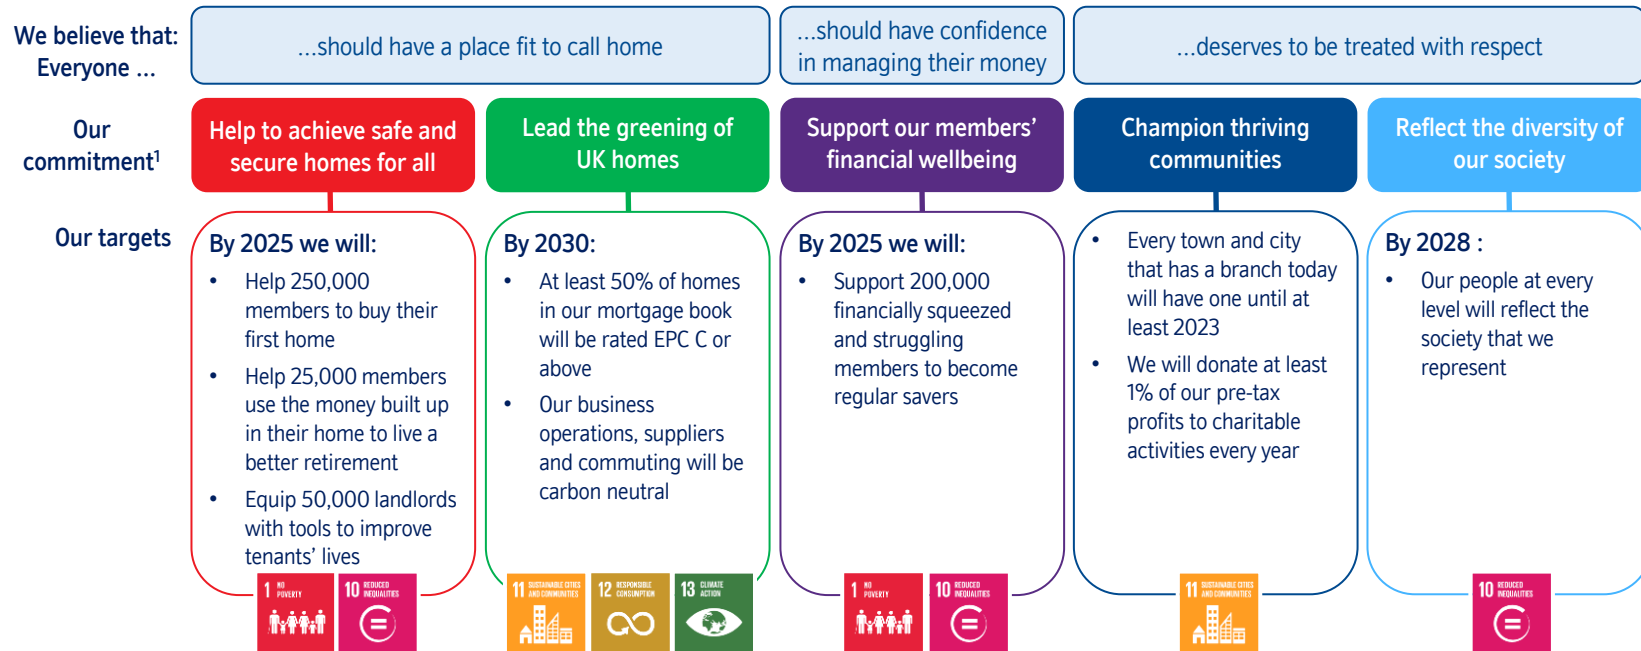 We believe that:
Everyone ...
...should have a place fit to call home
...should have confidence
in managing their money
...deserves to be treated with respect
Our
commitment¹
Help to achieve safe and
secure homes for all
Lead the greening of
UK homes
Support our members’
financial wellbeing
Champion thriving
communities
Reflect the diversity of
our society
Our targets
By 2025 we will:
• Help 250,000
members to buy their
first home
• Help 25,000 members
use the money built up
in their home to live a
better retirement
• Equip 50,000 landlords
with tools to improve
tenants’ lives
By 2030:
• At least 50% of homes
in our mortgage book
will be rated EPC C or
above
• Our business
operations, suppliers
and commuting will be
carbon neutral
By 2025 we will:
• Support 200,000
financially squeezed
and struggling
members to become
regular savers
• Every town and city
that has a branch today
will have one until at
least 2023
• We will donate at least
1% of our pre-tax
profits to charitable
activities every year
By 2028 :
• Our people at every
level will reflect the
society that we
represent
1 NO
POVERTY
10 REDUCED
INEQUALITIES
11 SUSTAINABLE CITIES
AND COMMUNITIES
12 RESPONSIBLE
CONSUMPTION
13 CLIMATE
ACTION
1 NO
POVERTY
10 REDUCED
INEQUALITIES
11 SUSTAINABLE CITIES
AND COMMUNITIES
10 REDUCED
INEQUALITIES